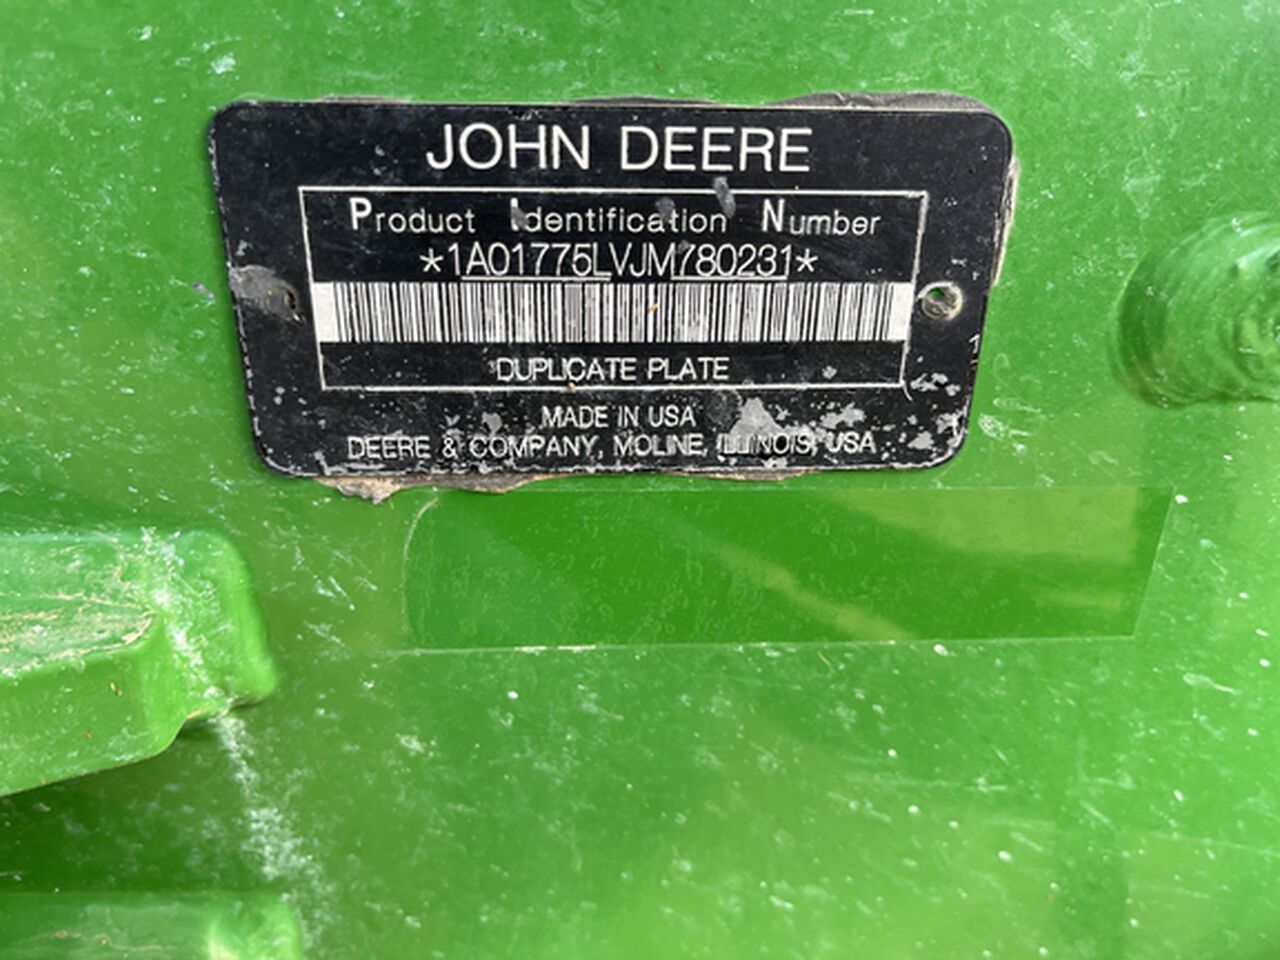 JOHN DEERE
Product Identification Number
*1A01775LVJM780231*
DUPLICATE PLATE
MADE IN USA
DEERE & COMPANY, MOLINE, ILLINOIS, USA